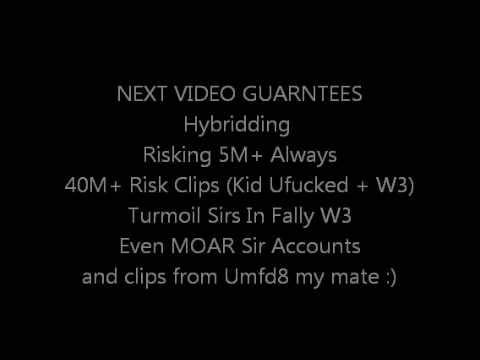 NEXT VIDEO GUARNTEES
Hybridding
Risking 5M+ Always
40M+ Risk Clips (Kid Ufucked + W3)
Turmoil Sirs In Fally W3
Even MOAR Sir Accounts
and clips from Umfd8 my mate :)